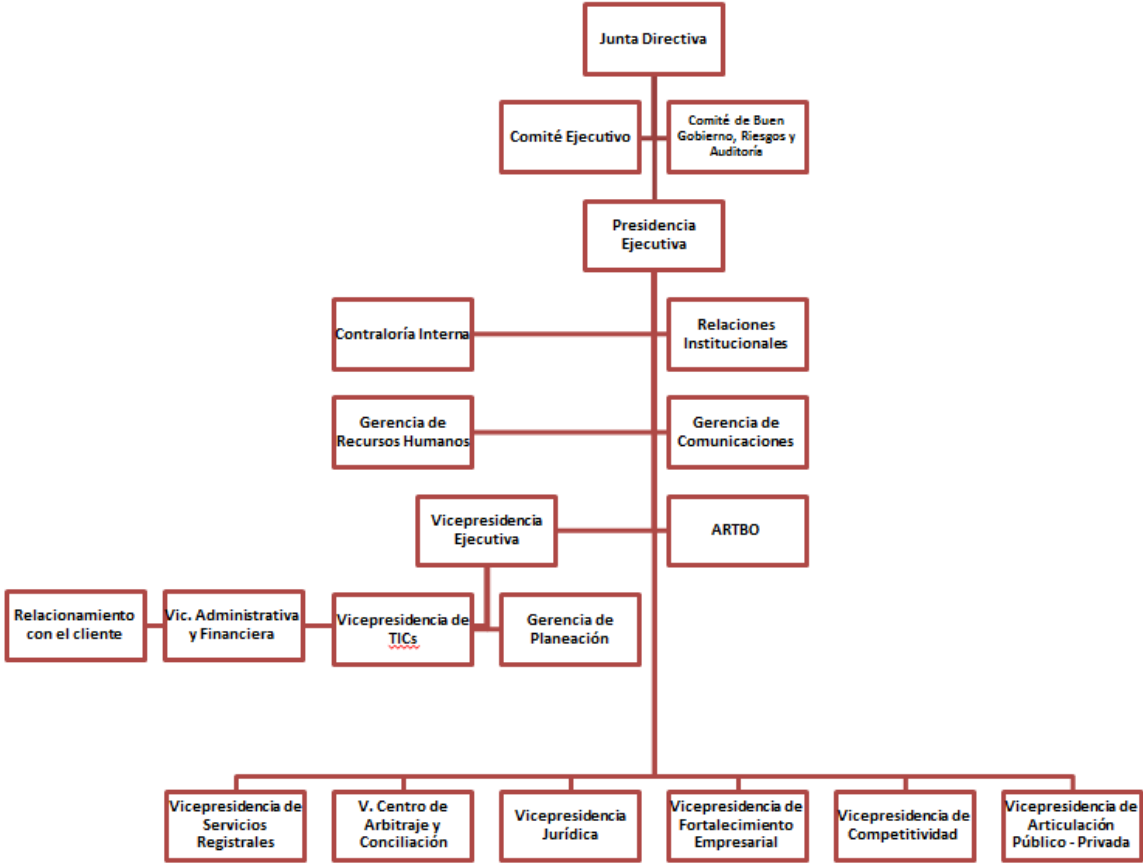 Junta Directiva
Comité Ejecutivo
Comité de Buen
Gobierno, Riesgos y
Auditoría
Presidencia
Ejecutiva
Contraloría Interna
Relaciones
Institucionales
Gerencia de
Recursos Humanos
Gerencia de
Comunicaciones
Vicepresidencia
Ejecutiva
ARTBO
Relacionamiento
con el cliente
Vic. Administrativa
y Financiera
Vicepresidencia de
TICs
Gerencia de
Planeación
Vicepresidencia de
Servicios
Registrales
V. Centro de
Arbitraje y
Conciliación
Vicepresidencia
Jurídica
Vicepresidencia de
Fortalecimiento
Empresarial
Vicepresidencia de
Competitividad
Vicepresidencia de
Articulación
Público - Privada